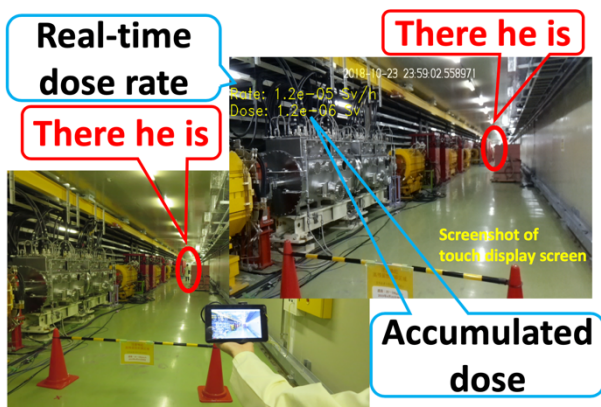 Real-time
dose rate
There he is
There he is
2018-10-23 23:59:02.558971
Rate: 1.2e-05 Sv/h
Dose: 1.2e-06 Sv
Screenshot of
touch display screen
Accumulated
dose